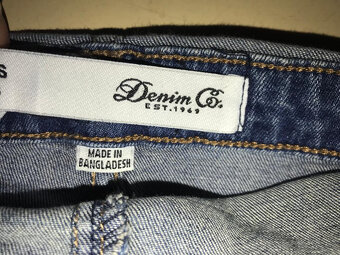 Denim Co.
EST. 1969
MADE IN
BANGLADESH